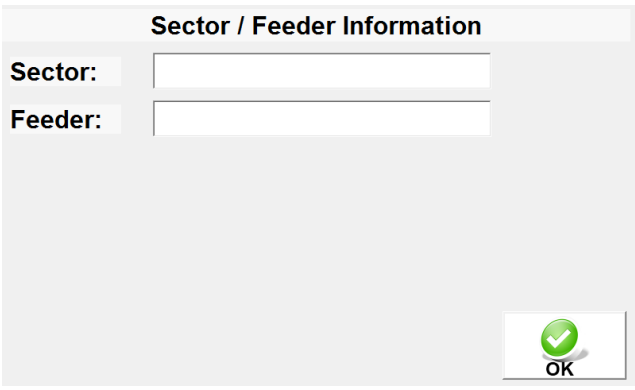 Sector / Feeder Information
Sector:
Feeder:
OK